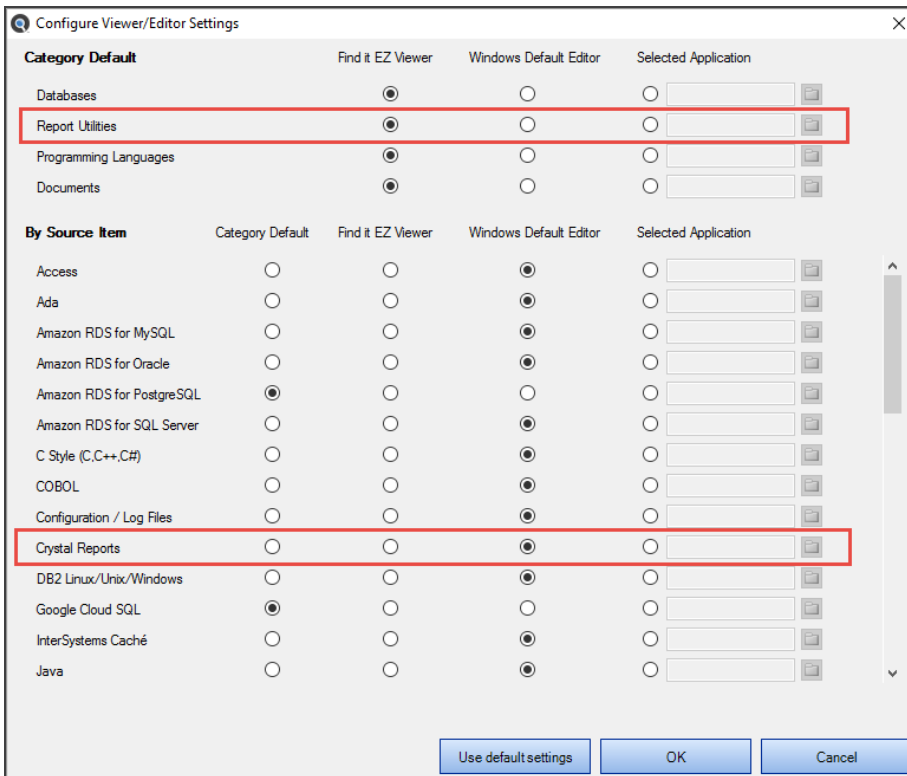 Configure Viewer/Editor Settings
Category Default Find it EZ Viewer Windows Default Editor Selected Application
Databases
Report Utilities
Programming Languages
Documents
By Source Item Category Default Find it EZ Viewer Windows Default Editor Selected Application
Access
Ada
Amazon RDS for MySQL
Amazon RDS for Oracle
Amazon RDS for PostgreSQL
Amazon RDS for SQL Server
C Style (C,C++,C#)
COBOL
Configuration / Log Files
Crystal Reports
DB2 Linux/Unix/Windows
Google Cloud SQL
InterSystems Caché
Java
Use default settings OK Cancel